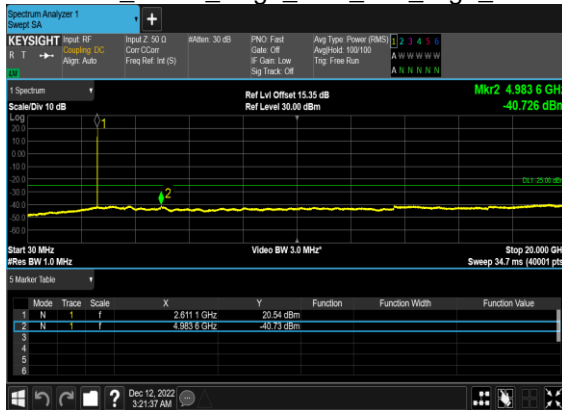 Spectrum Analyzer 1
Swept SA
+
KEYSIGHT Input: RF Input Z: 50 Ω #Atten: 30 dB PNO: Fast Avg Type: Power (RMS) 1 2 3 4 5 6
R T Coupling: DC Corr CCorr Gate: Off Avg|Hold: 100/100 A W W W W W
Align: Auto Freq Ref: Int (S) IF Gain: Low Trig: Free Run
LXI Sig Track: Off A N N N N N
1 Spectrum Ref Lvl Offset 15.35 dB Mkr2 4.983 6 GHz
Scale/Div 10 dB Ref Level 30.00 dBm -40.726 dBm
Log
1
20.0
10.0
0.00
-10.0
-20.0
DL1 -25.00 dBm
-30.0
2
-40.0
-50.0
-60.0
Start 30 MHz Video BW 3.0 MHz* Stop 20.000 GHz
#Res BW 1.0 MHz Sweep 34.7 ms (40001 pts)
5 Marker Table
Mode Trace Scale X Y Function Function Width Function Value
1 N 1 f 2.611 1 GHz 20.54 dBm
2 N 1 f 4.983 6 GHz -40.73 dBm
3
4
5
6
? Dec 12, 2022
3:21:37 AM